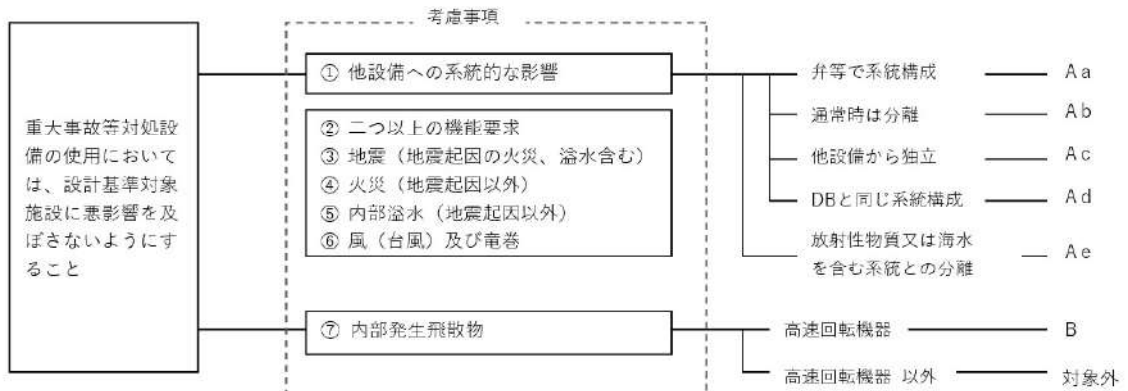 考慮事項
重大事故等対処設
備の使用において
は、設計基準対象
施設に悪影響を及
ぼさないようにす
ること
① 他設備への系統的な影響
② 二つ以上の機能要求
③ 地震（地震起因の火災、溢水含む）
④ 火災（地震起因以外）
⑤ 内部溢水（地震起因以外）
⑥ 風（台風）及び竜巻
⑦ 内部発生飛散物
弁等で系統構成 Aa
通常時は分離 Ab
他設備から独立 Ac
DBと同じ系統構成 Ad
放射性物質又は海水
を含む系統との分離 Ae
高速回転機器 B
高速回転機器 以外 対象外